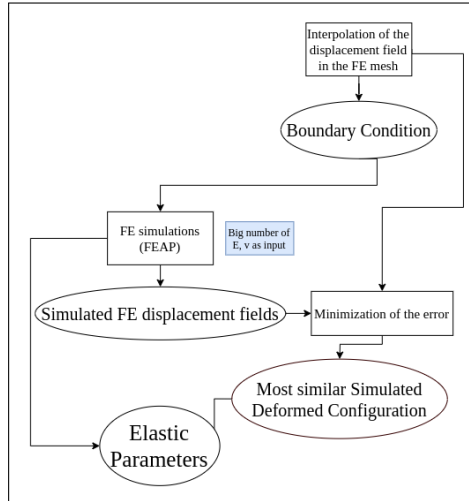 Interpolation of the
displacement field
in the FE mesh
Boundary Condition
FE simulations
(FEAP)
Big number of
E, v as input
Simulated FE displacement fields
Minimization of the error
Most similar Simulated
Deformed Configuration
Elastic
Parameters